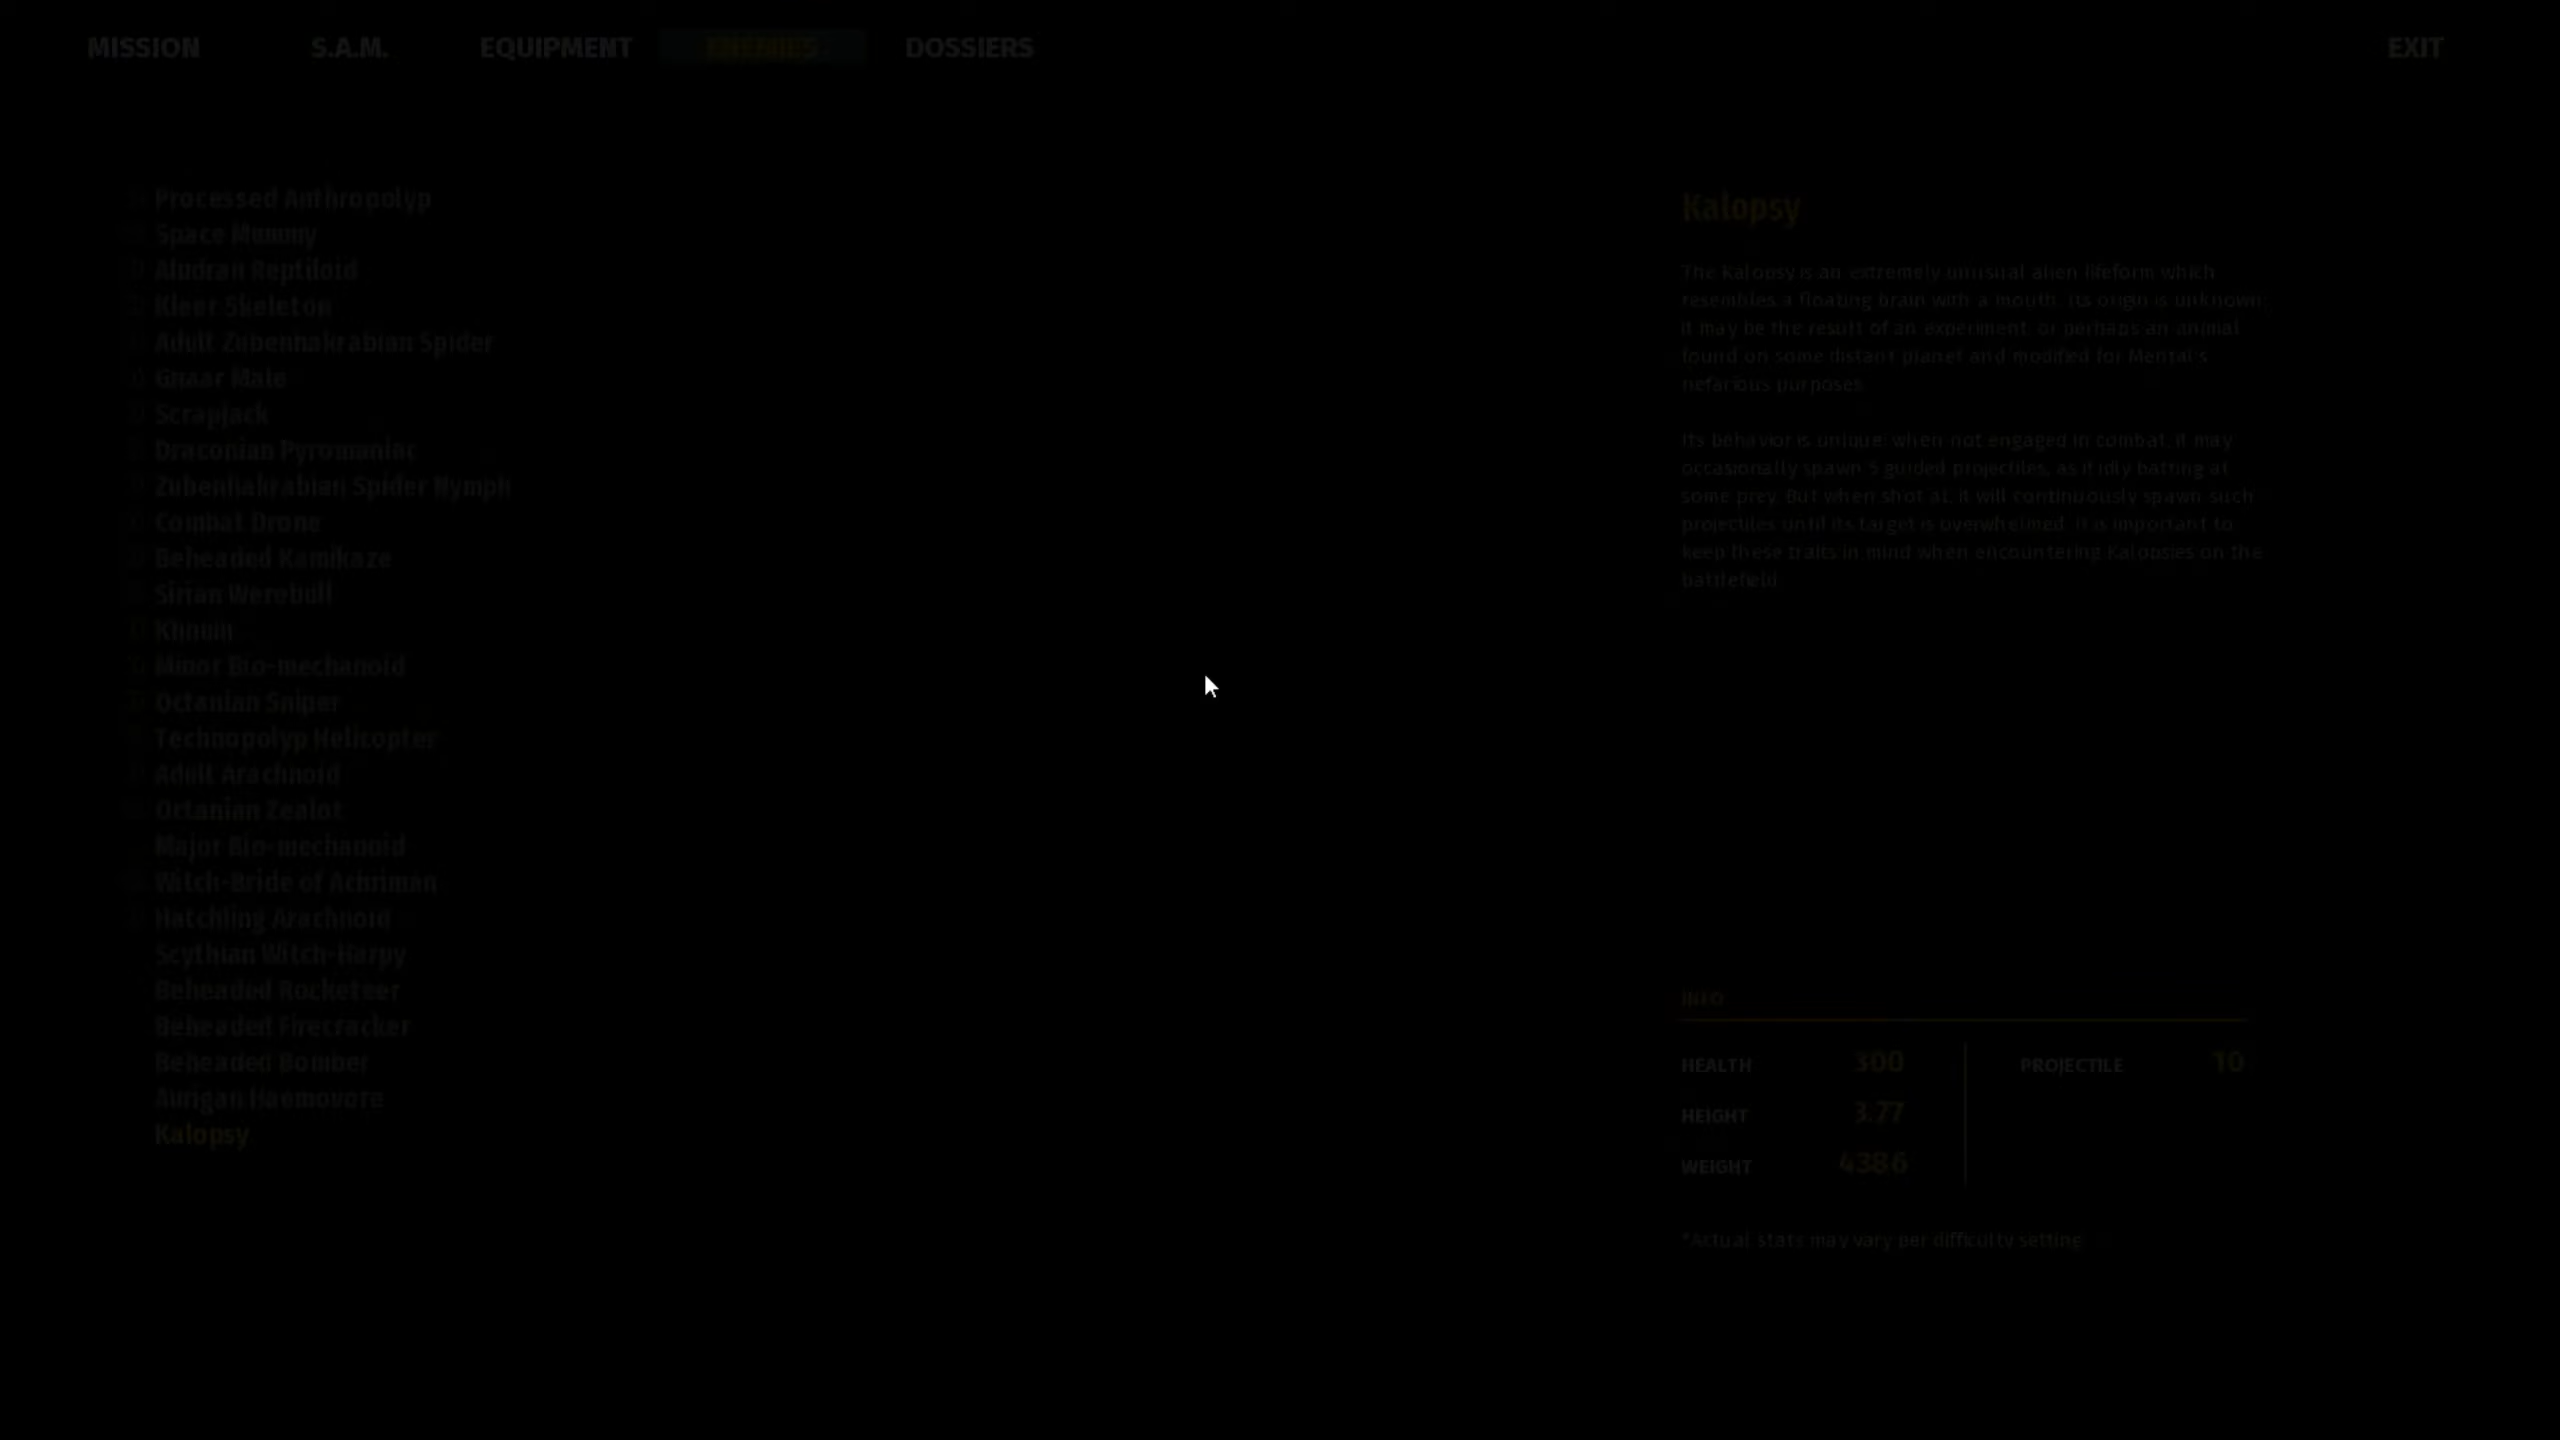 MISSION
S.A.M.
EQUIPMENT
ENEMIES
DOSSIERS
EXIT
Processed Anthropolyp
Space Mummy
Aludran Reptiloid
Kleer Skeleton
Adult Zubenhakrabian Spider
Gnaar Male
Scrapjack
Draconian Pyromaniac
Zubenhakrabian Spider Nymph
Combat Drone
Beheaded Kamikaze
Sirian Werebull
Khnum
Minor Bio-mechanoid
Octanian Sniper
Technopolyp Helicopter
Adult Arachnoid
Octanian Zealot
Major Bio-mechanoid
Witch-Bride of Achriman
Hatchling Arachnoid
Scythian Witch-Harpy
Beheaded Rocketeer
Beheaded Firecracker
Beheaded Bomber
Aurigan Haemovore
Kalopsy
Kalopsy
The Kalopsy is an extremely unusual alien lifeform which
resembles a floating brain with a mouth. Its origin is unknown;
it may be the result of an experiment, or perhaps an animal
found on some distant planet and modified for Mental's
nefarious purposes.
Its behavior is unique: when not engaged in combat, it may
occasionally spawn 5 guided projectiles, as if idly batting at
some prey. But when shot at, it will continuously spawn such
projectiles until its target is overwhelmed. It is important to
keep these traits in mind when encountering Kalopsies on the
battlefield.
INFO
HEALTH 300
PROJECTILE 10
HEIGHT 3.77
WEIGHT 4386
*Actual stats may vary per difficulty setting